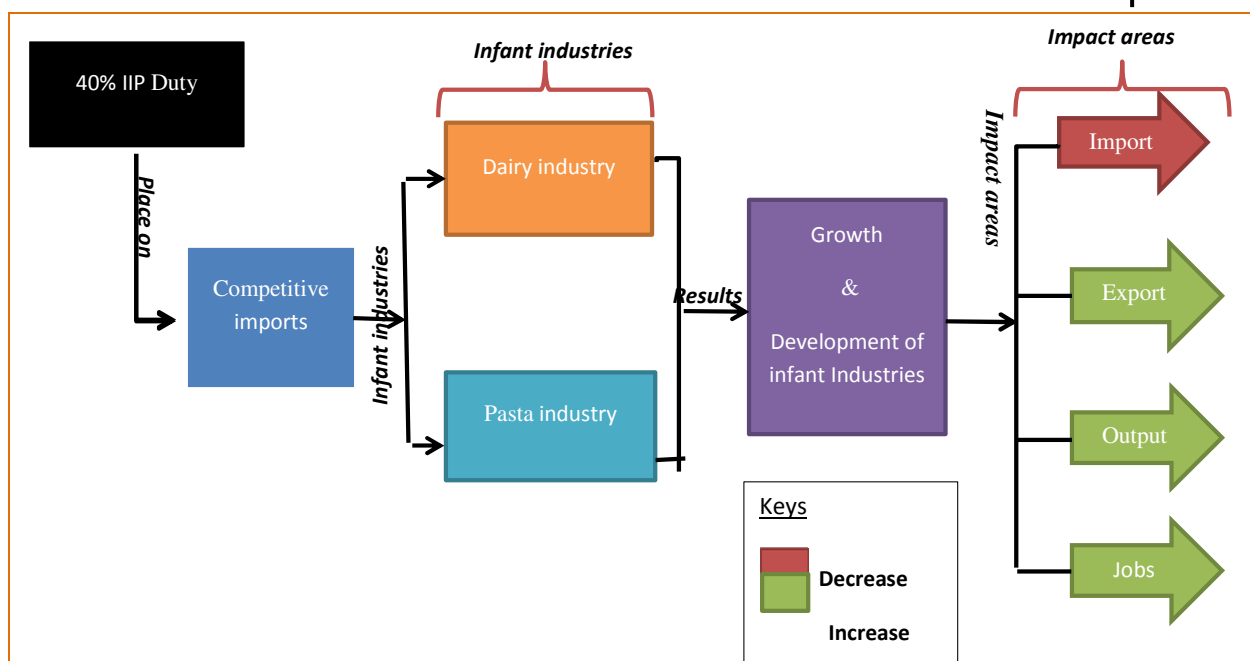 Infant industries
Impact areas
40% IIP Duty
Place on
Competitive
imports
Infant industries
Dairy industry
Pasta industry
Results
Growth
&
Development of
infant Industries
Impact areas
Import
Export
Output
Jobs
Keys
Decrease
Increase